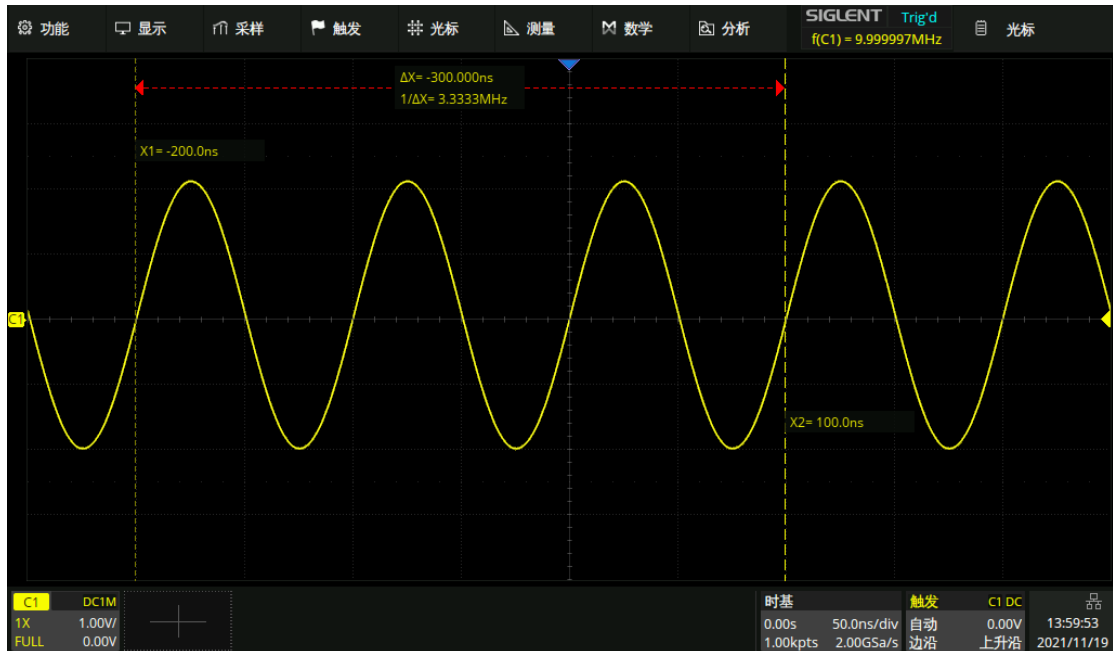 功能 显示 采样 触发 光标 测量 数学 分析 SIGLENT Trig'd 光标
f(C1) = 9.999997MHz
ΔX= -300.000ns
1/ΔX= 3.3333MHz
X1= -200.0ns
C1
X2= 100.0ns
C1 DC1M 时基 触发 C1 DC
1X 1.00V/ 0.00s 50.0ns/div 自动 0.00V 13:59:53
FULL 0.00V 1.00kpts 2.00GSa/s 边沿 上升沿 2021/11/19